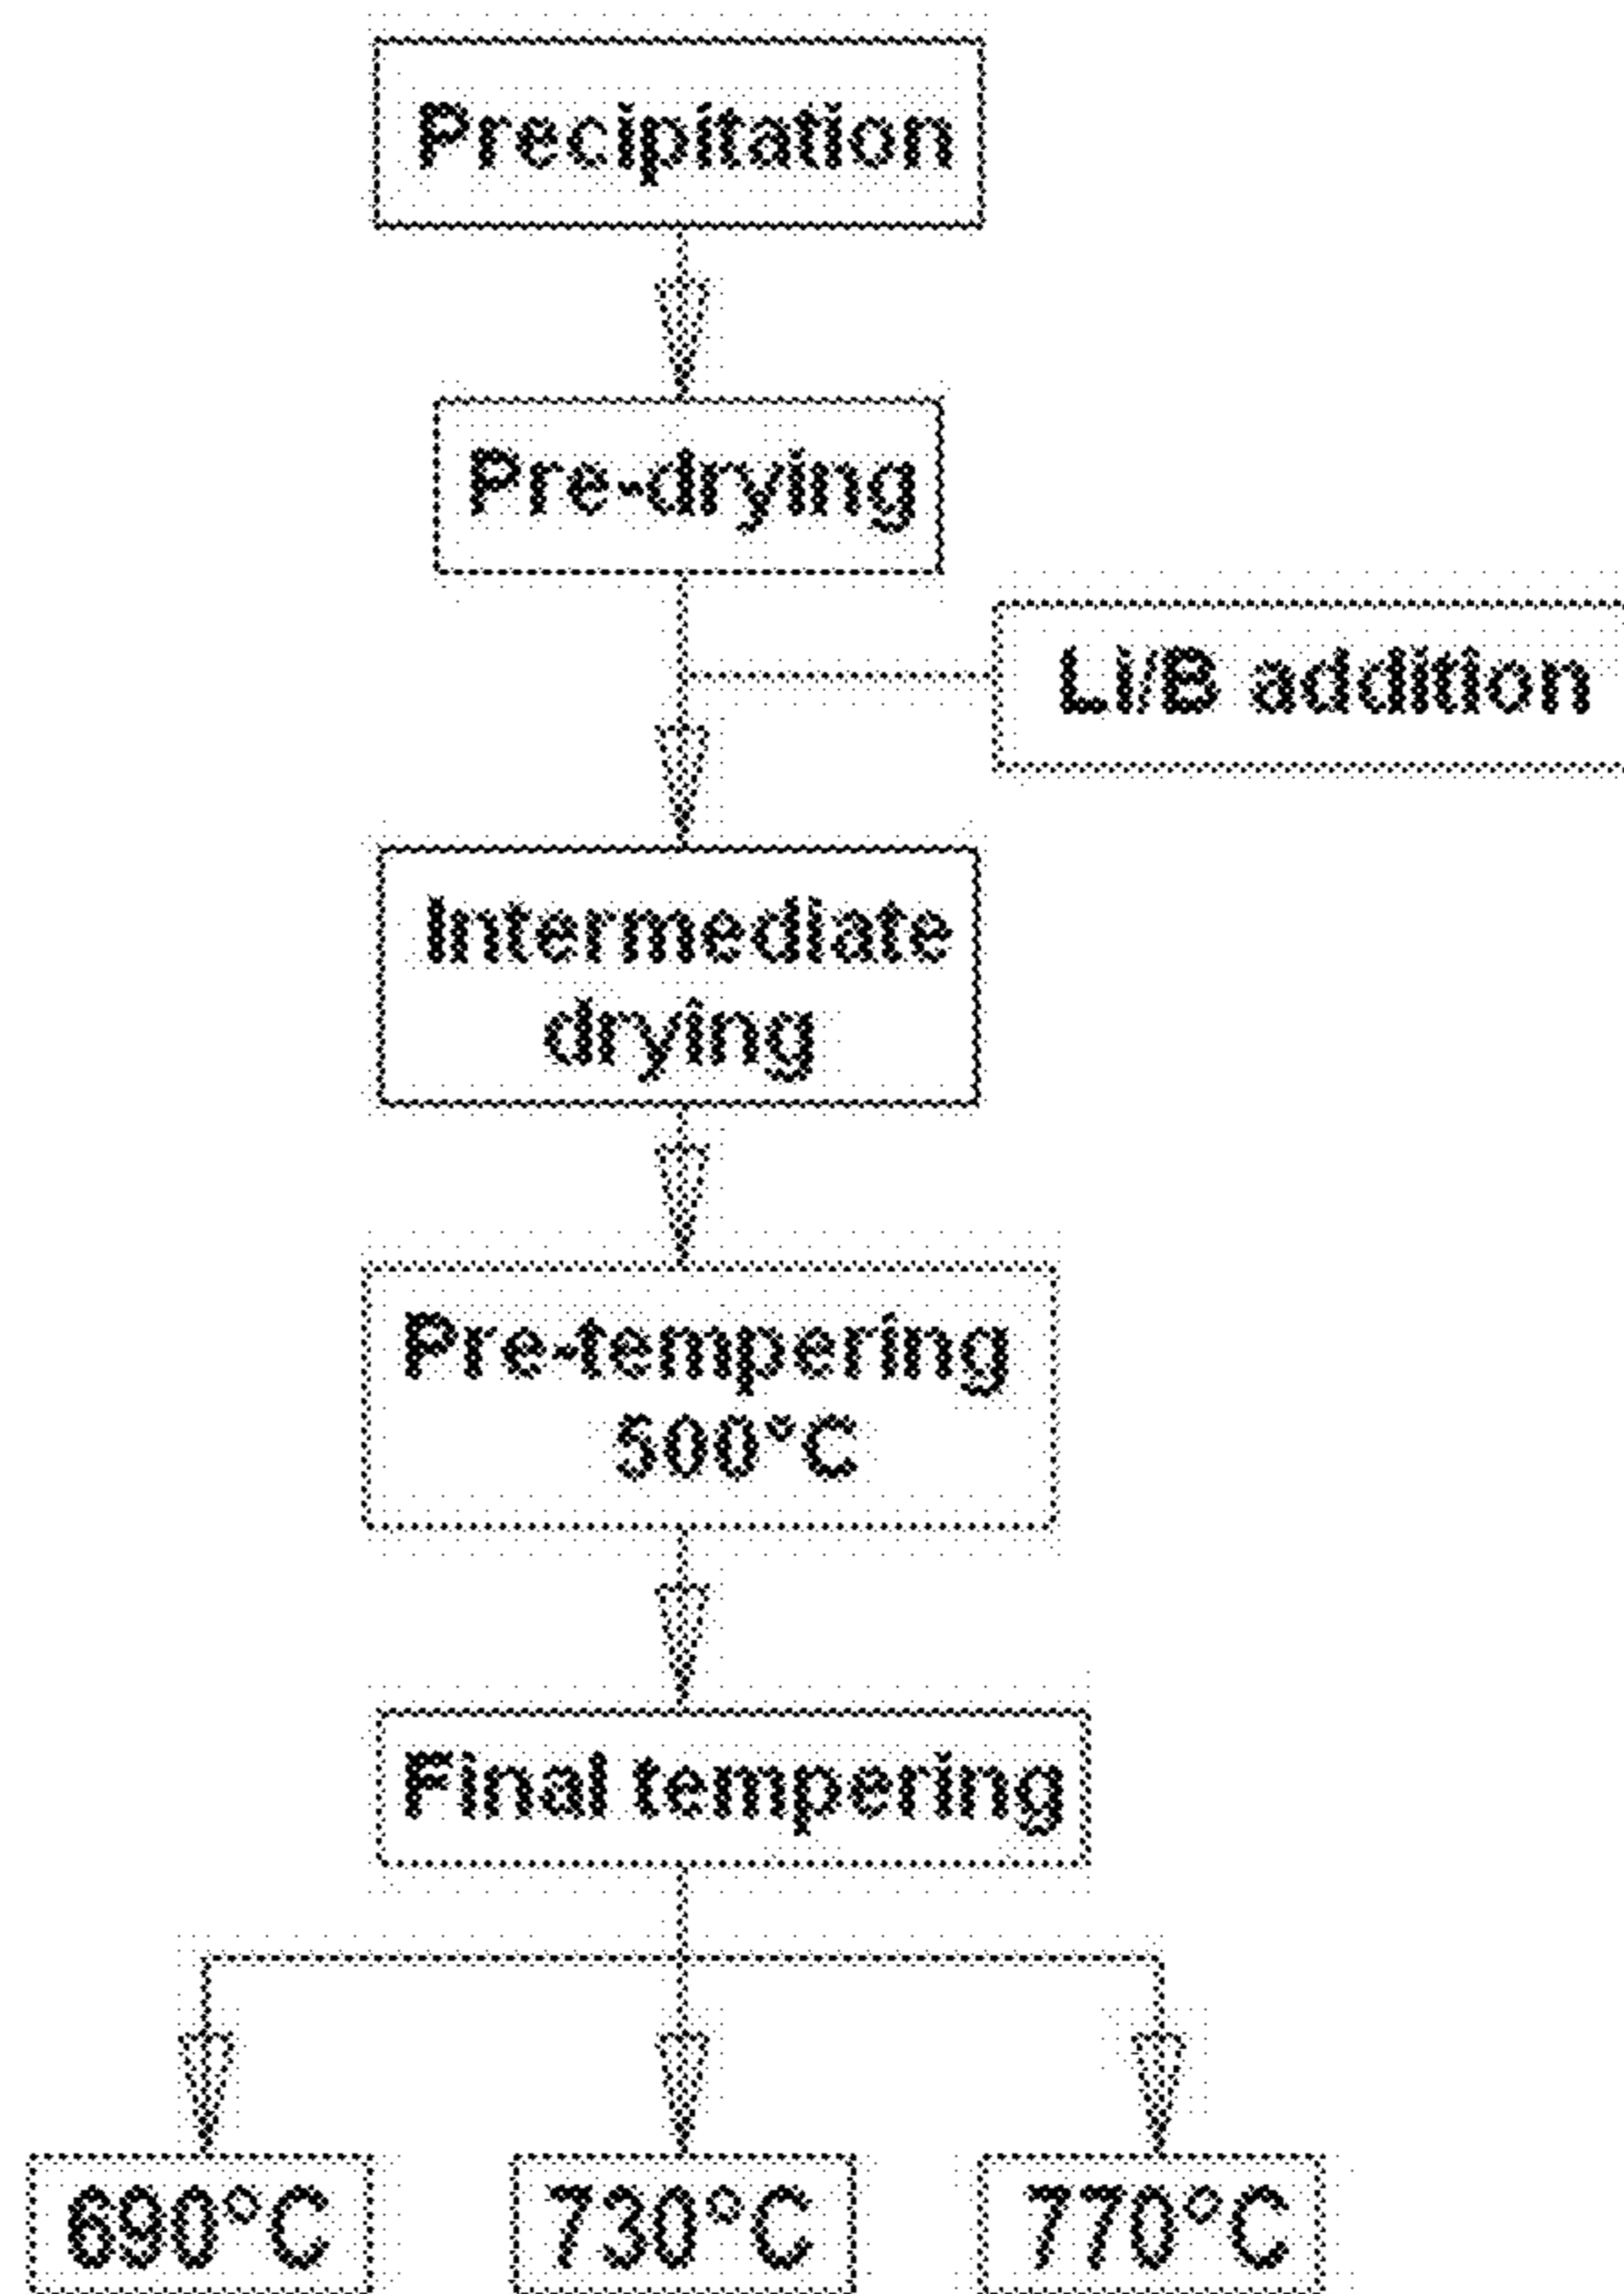 Precipitation
Pre-drying
Li/B addition
Intermediate
drying
Pre-tempering
500°C
Final tempering
690°C
730°C
770°C